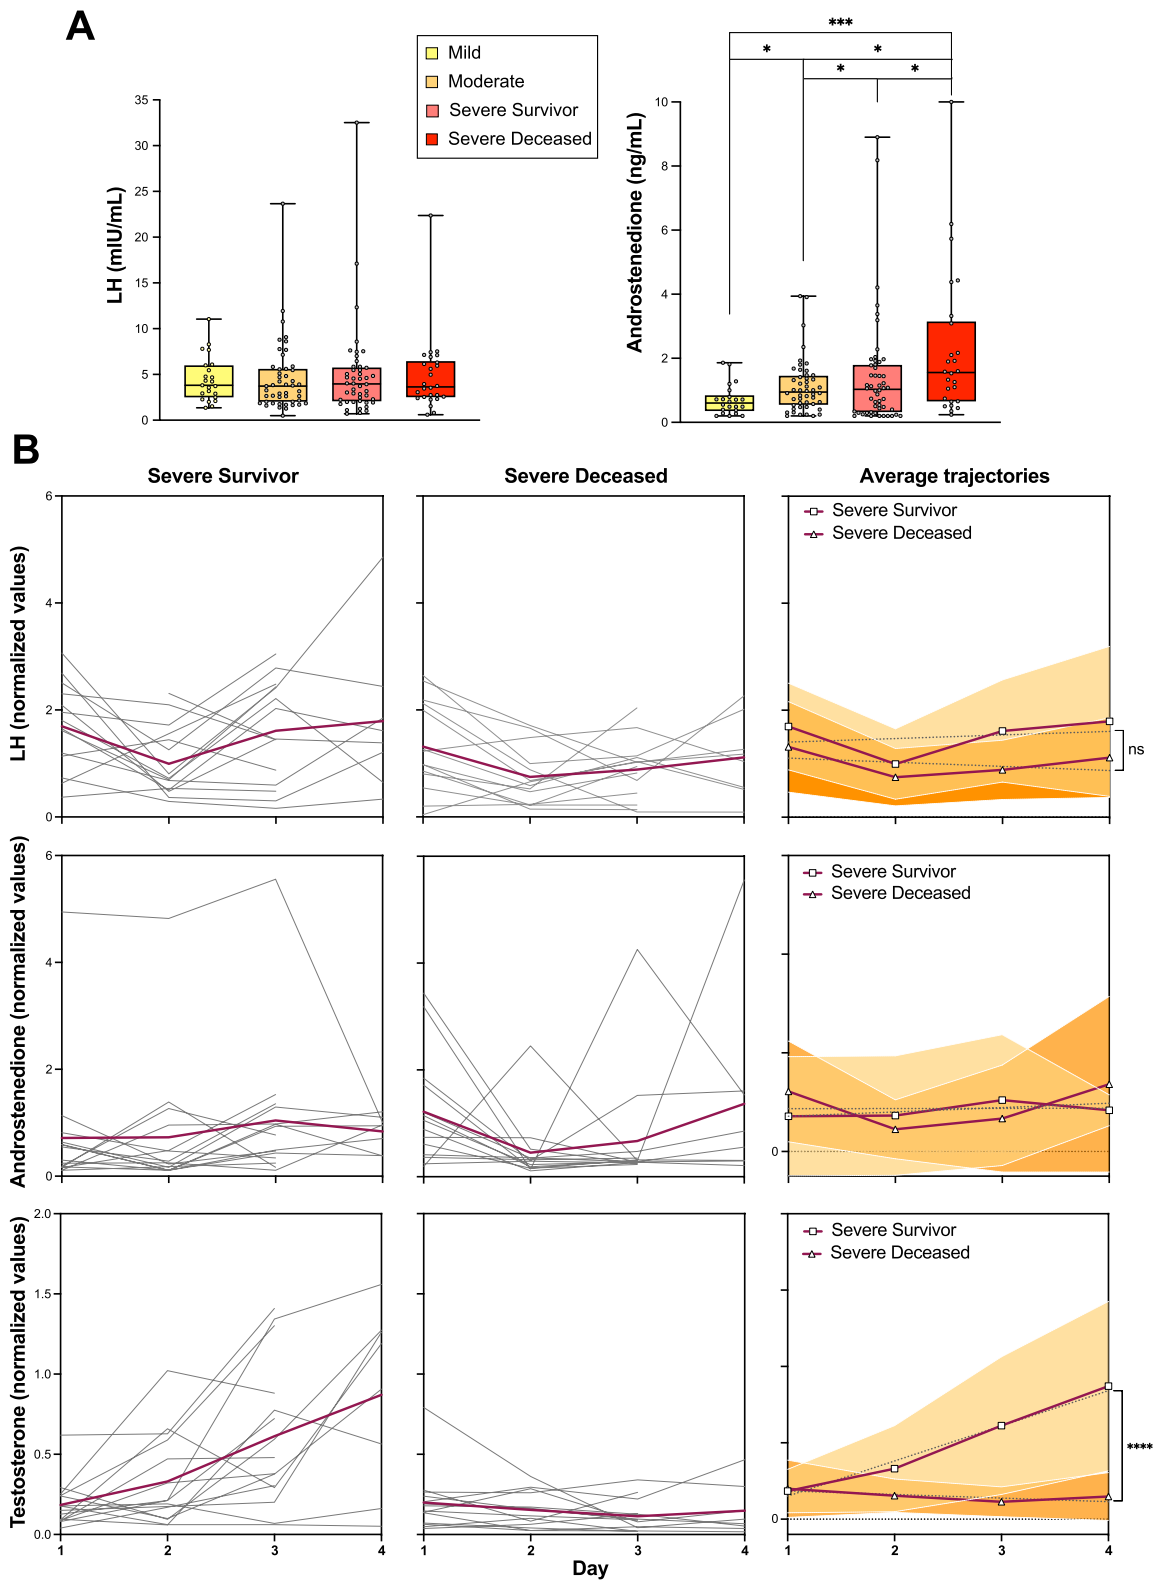 A
Mild
Moderate
Severe Survivor
Severe Deceased
LH (mIU/mL)
35
30
25
20
15
10
5
0
***
* *
* *
Androstenedione (ng/mL)
10
8
6
4
2
0
B
Severe Survivor Severe Deceased Average trajectories
LH (normalized values)
6
4
2
0
Severe Survivor
Severe Deceased
ns
Androstenedione (normalized values)
6
4
2
0
Severe Survivor
Severe Deceased
0
Testosterone (normalized values)
2.0
1.5
1.0
0.5
0.0
Severe Survivor
Severe Deceased
****
0
1 2 3 4 1 2 3 4 1 2 3 4
Day